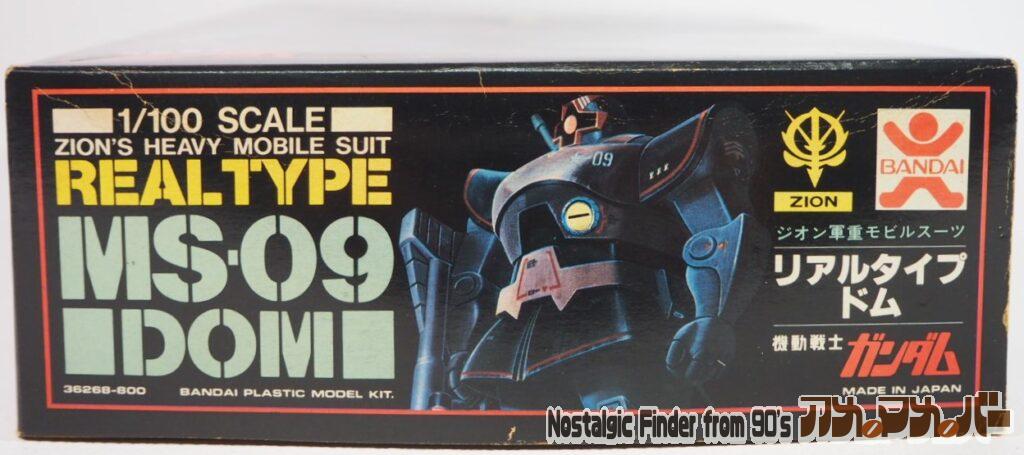 1/100 SCALE
ZION'S HEAVY MOBILE SUIT
REALTYPE
MS-09
DOM
36268-800 BANDAI PLASTIC MODEL KIT.
09
ZION
BANDAI
ジオン軍重モビルスーツ
リアルタイプ
ドム
機動戦士 ガンダム
MADE IN JAPAN
Nostalgic Finder from 90's